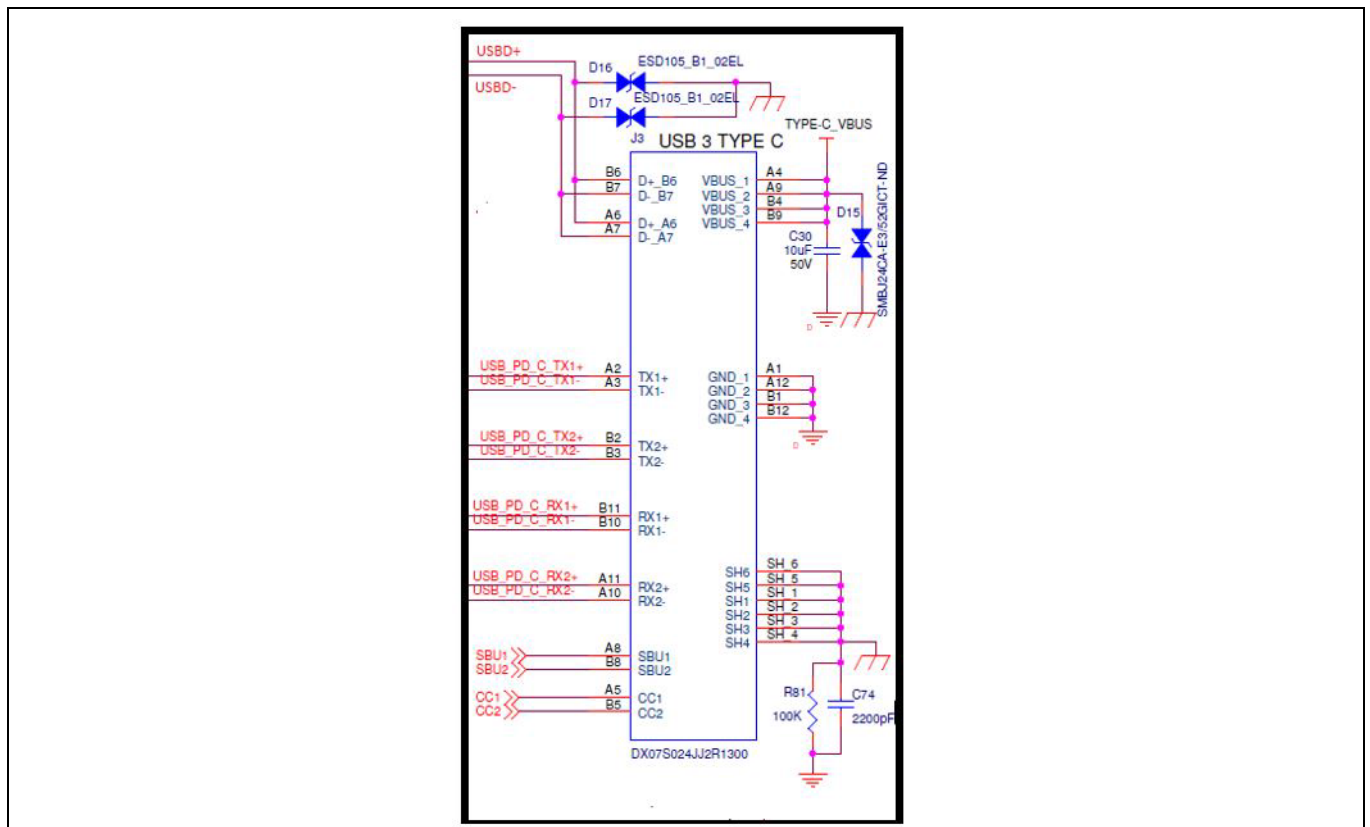 USBD+
USBD-
D16
ESD105_B1_02EL
D17
ESD105_B1_02EL
J3
USB 3 TYPE C
TYPE-C_VBUS
B6 D+_B6 VBUS_1 A4
B7 D-_B7 VBUS_2 A9
VBUS_3 B4
A6 D+_A6 VBUS_4 B9
A7 D-_A7
D15
SMBJ24CA-E3/52GICT-ND
C30
10uF
50V
D
USB_PD_C_TX1+ A2 TX1+ GND_1 A1
USB_PD_C_TX1- A3 TX1- GND_2 A12
GND_3 B1
GND_4 B12
D
USB_PD_C_TX2+ B2 TX2+
USB_PD_C_TX2- B3 TX2-
USB_PD_C_RX1+ B11 RX1+
USB_PD_C_RX1- B10 RX1-
USB_PD_C_RX2+ A11 RX2+
USB_PD_C_RX2- A10 RX2-
SH6 SH_6
SH5 SH_5
SH1 SH_1
SH2 SH_2
SH3 SH_3
SH4 SH_4
SBU1 A8 SBU1
SBU2 B8 SBU2
CC1 A5 CC1
CC2 B5 CC2
R81
100K
C74
2200pF
DX07S024JJ2R1300